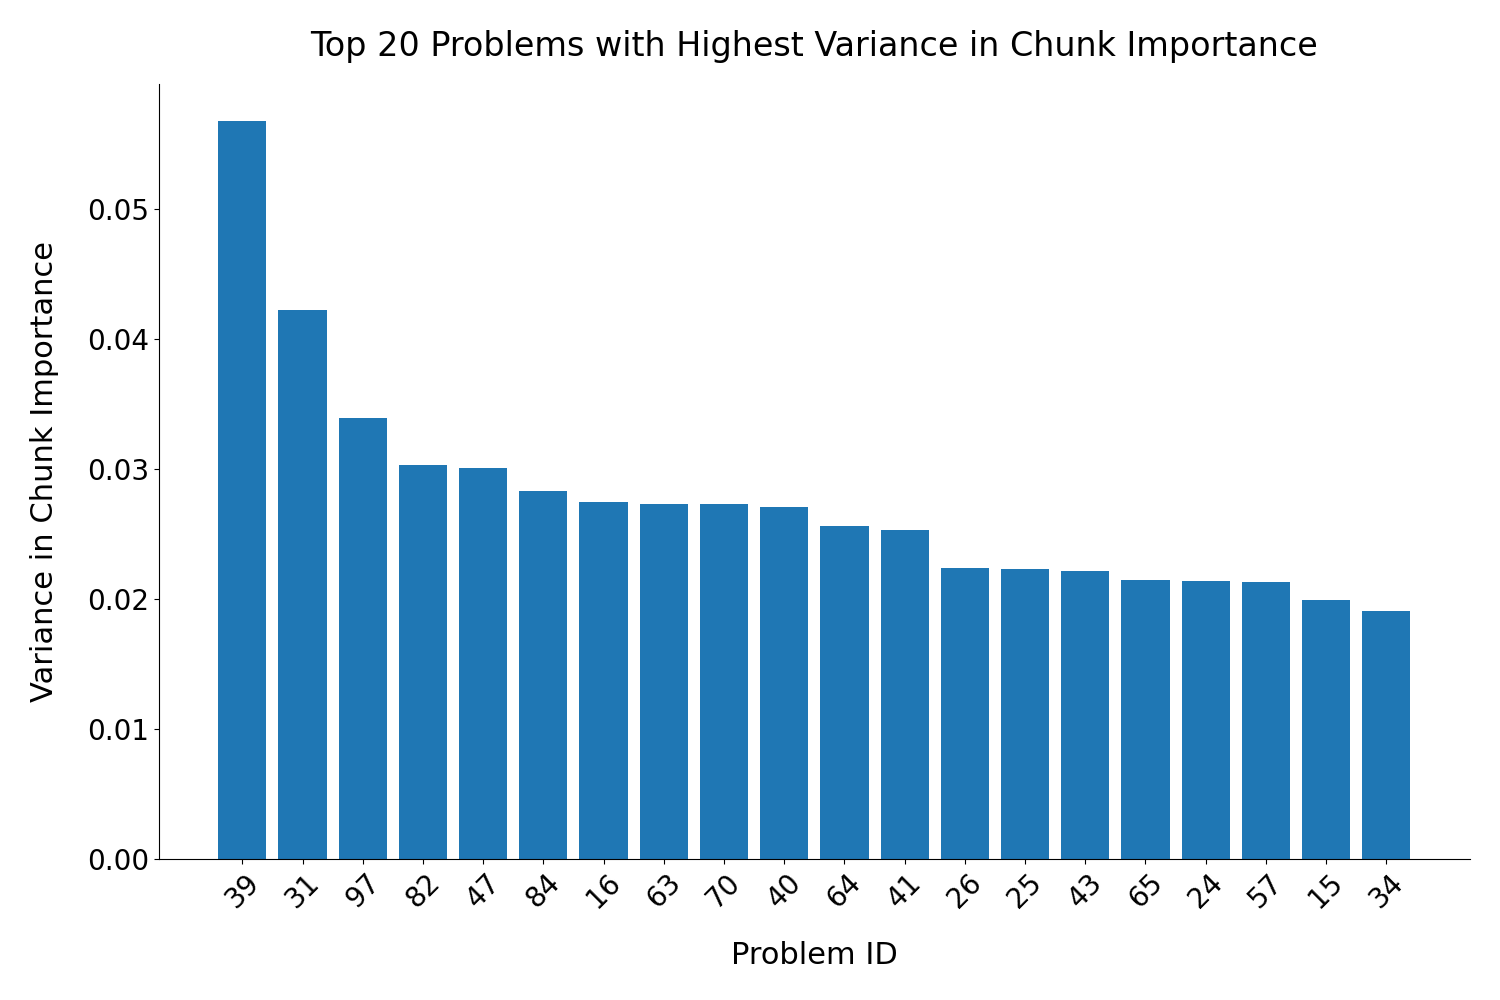 Top 20 Problems with Highest Variance in Chunk Importance
Variance in Chunk Importance
0.05
0.04
0.03
0.02
0.01
0.00
39 31 97 82 47 84 16 63 70 40 64 41 26 25 43 65 24 57 15 34
Problem ID